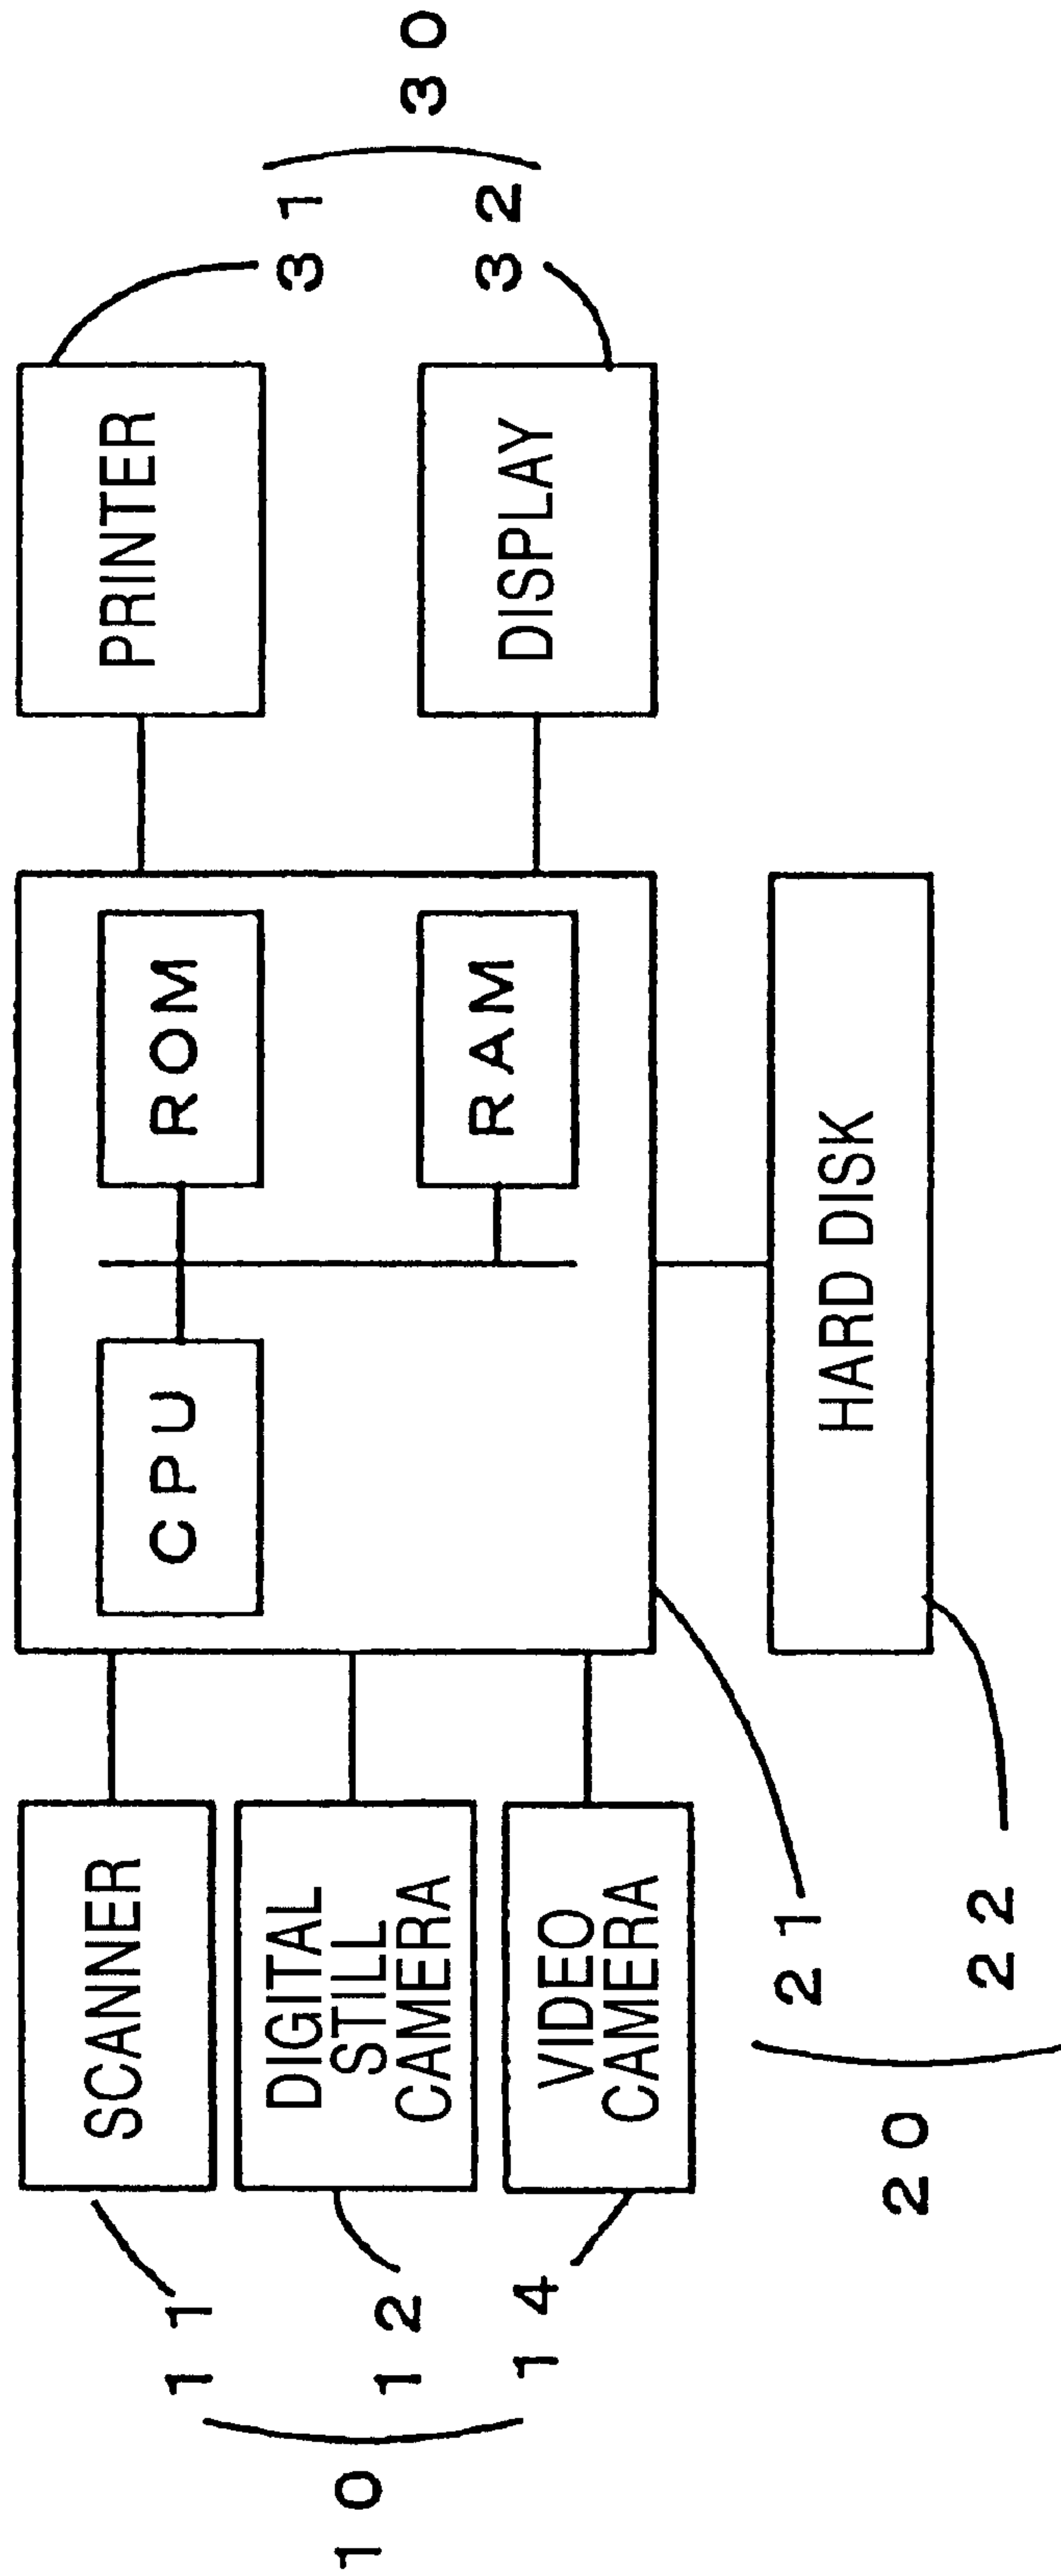 SCANNER
DIGITAL
STILL
CAMERA
VIDEO
CAMERA
CPU
ROM
RAM
HARD DISK
PRINTER
DISPLAY
10
11
12
14
20
21
22
30
31
32